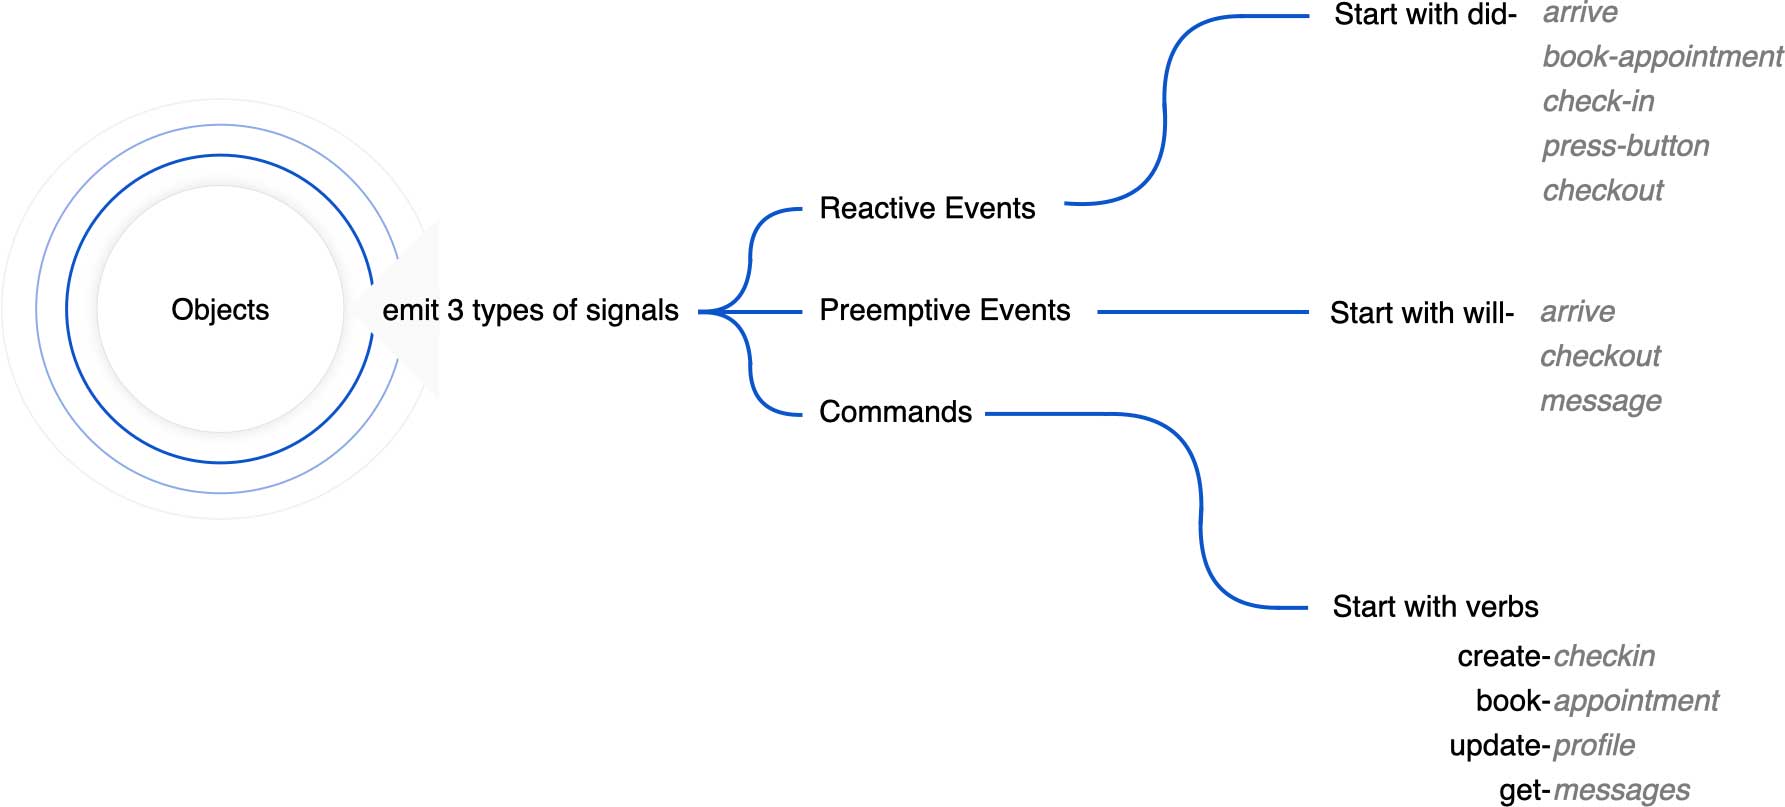 Objects
emit 3 types of signals
Reactive Events
Start with did- arrive
book-appointment
check-in
press-button
checkout
Preemptive Events
Start with will- arrive
checkout
message
Commands
Start with verbs
create-checkin
book-appointment
update-profile
get-messages